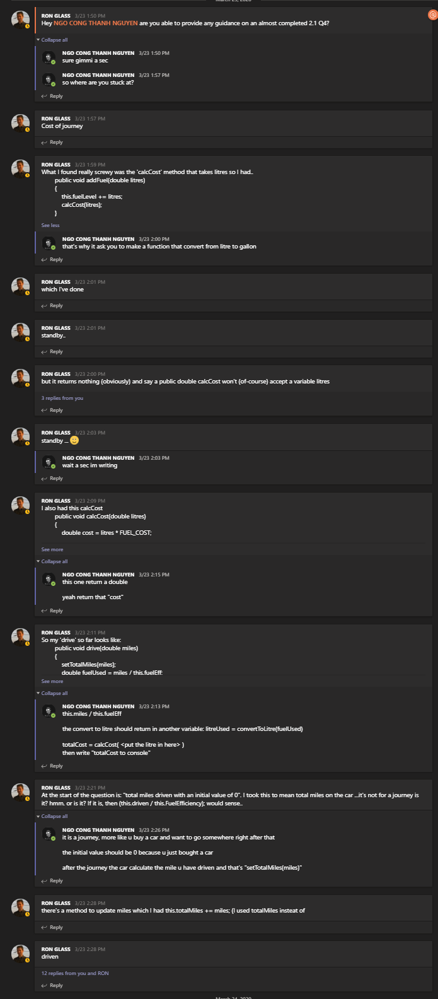 March 23, 2020
RON GLASS 3/23 1:50 PM
Hey NGO CONG THANH NGUYEN are you able to provide any guidance on an almost completed 2.1 Q4?
Collapse all
NGO CONG THANH NGUYEN 3/23 1:50 PM
sure gimmi a sec
NGO CONG THANH NGUYEN 3/23 1:57 PM
so where are you stuck at?
Reply
RON GLASS 3/23 1:57 PM
Cost of journey
Reply
RON GLASS 3/23 1:59 PM
What I found really screwy was the 'calcCost' method that takes litres so I had..
public void addFuel(double litres)
{
this.fuelLevel += litres;
calcCost(litres);
}
See less
NGO CONG THANH NGUYEN 3/23 2:00 PM
that's why it ask you to make a function that convert from litre to gallon
Reply
RON GLASS 3/23 2:01 PM
which I've done
Reply
RON GLASS 3/23 2:01 PM
standby..
Reply
RON GLASS 3/23 2:00 PM
but it returns nothing (obviously) and say a public double calcCost won't (of-course) accept a variable litres
3 replies from you
Reply
RON GLASS 3/23 2:03 PM
standby ... 🙂
NGO CONG THANH NGUYEN 3/23 2:03 PM
wait a sec im writing
Reply
RON GLASS 3/23 2:09 PM
I also had this calcCost
public void calcCost(double litres)
{
double cost = litres * FUEL_COST;
See more
Collapse all
NGO CONG THANH NGUYEN 3/23 2:15 PM
this one return a double
yeah return that "cost"
Reply
RON GLASS 3/23 2:11 PM
So my 'drive' so far looks like:
public void drive(double miles)
{
setTotalMiles(miles);
double fuelUsed = miles / this.fuelEff;
See more
Collapse all
NGO CONG THANH NGUYEN 3/23 2:13 PM
this.miles / this.fuelEff
the convert to litre should return in another variable: litreUsed = convertToLitre(fuelUsed)
totalCost = calcCost( <put the litre in here> )
then write "totalCost to console"
Reply
RON GLASS 3/23 2:21 PM
At the start of the question is: "total miles driven with an initial value of 0". I took this to mean total miles on the car ...it's not for a journey is
it? hmm. or is it? If it is, then (this.driven / this.FuelEfficiency); would sense..
Collapse all
NGO CONG THANH NGUYEN 3/23 2:26 PM
it is a journey, more like u buy a car and want to go somewhere right after that
the initial value should be 0 because u just bought a car
after the journey the car calculate the mile u have driven and that's "setTotalMiles(miles)"
Reply
RON GLASS 3/23 2:28 PM
there's a method to update miles which I had this.totalMiles += miles; (I used totalMiles insteat of
Reply
RON GLASS 3/23 2:28 PM
driven
12 replies from you and RON
Reply
March 24, 2020